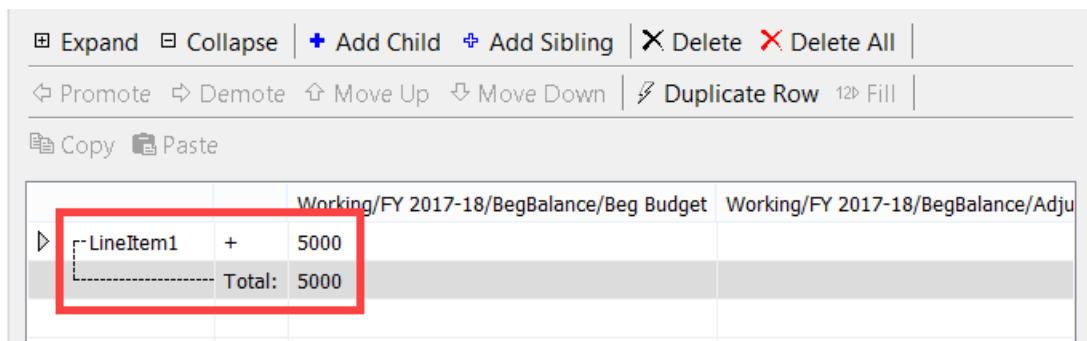 Expand Collapse Add Child Add Sibling Delete Delete All
Promote Demote Move Up Move Down Duplicate Row 12 Fill
Copy Paste
Working/FY 2017-18/BegBalance/Beg Budget Working/FY 2017-18/BegBalance/Adju
LineItem1 + 5000
Total: 5000